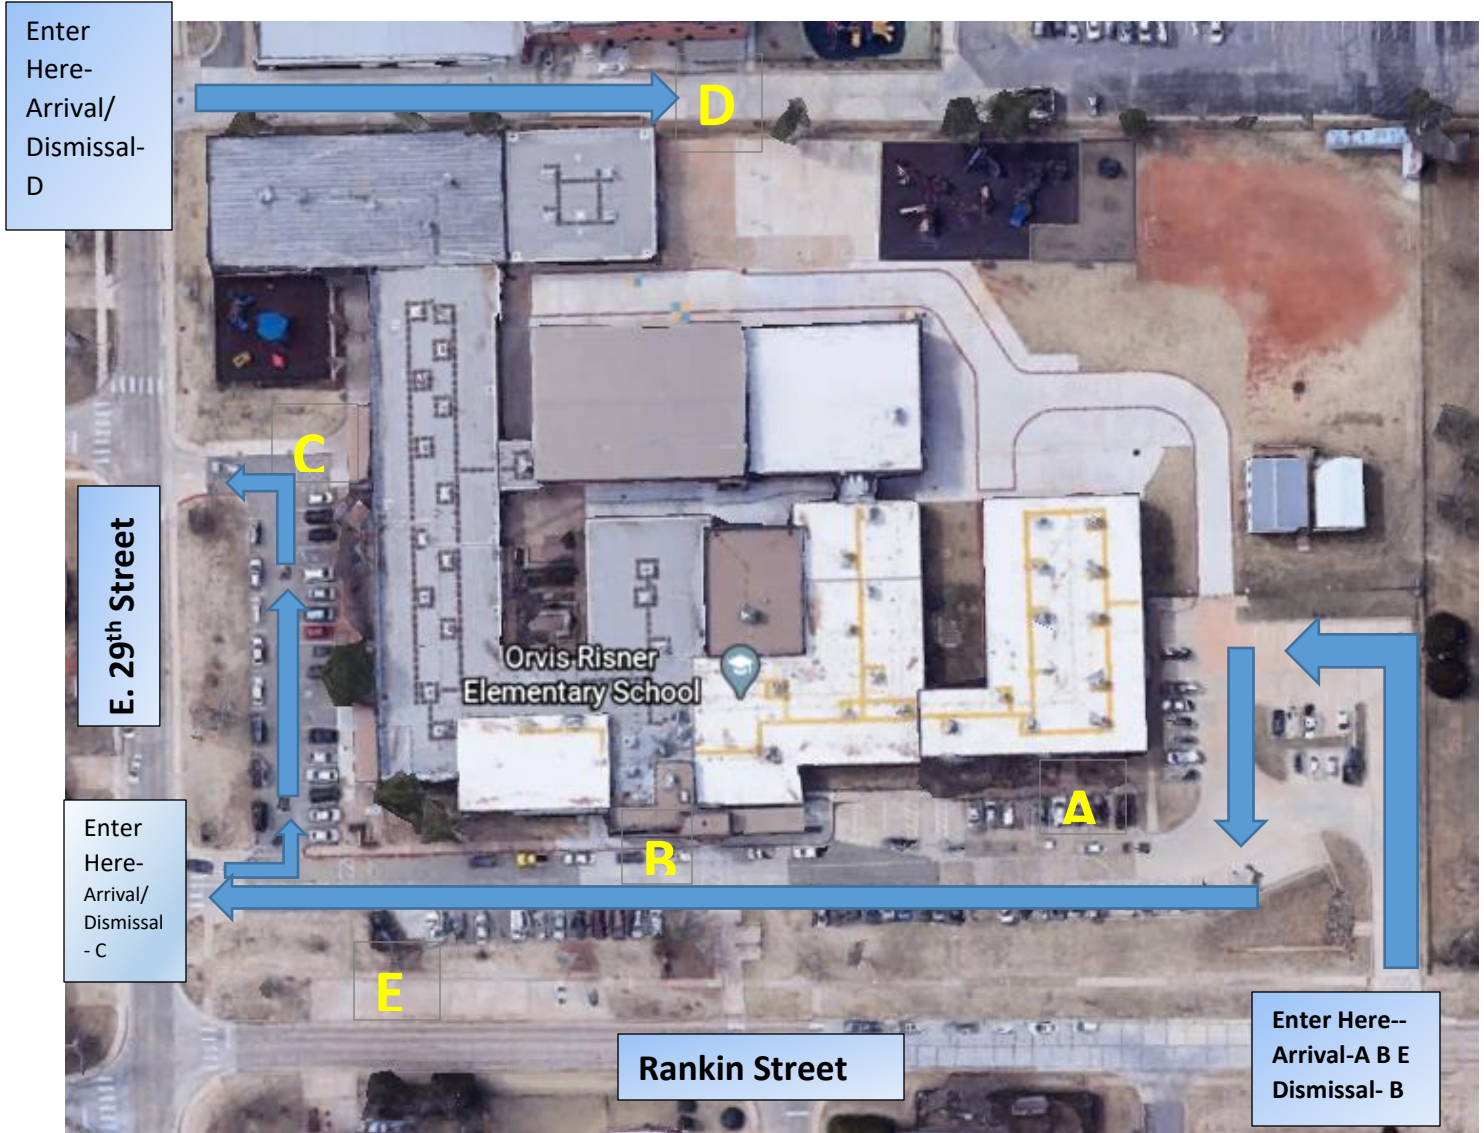 Enter
Here-
Arrival/
Dismissal-
D
D
C
E. 29th Street
Orvis Risner
Elementary School
A
Enter
Here-
Arrival/
Dismissal
- C
B
E
Enter Here--
Arrival-A B E
Dismissal- B
Rankin Street